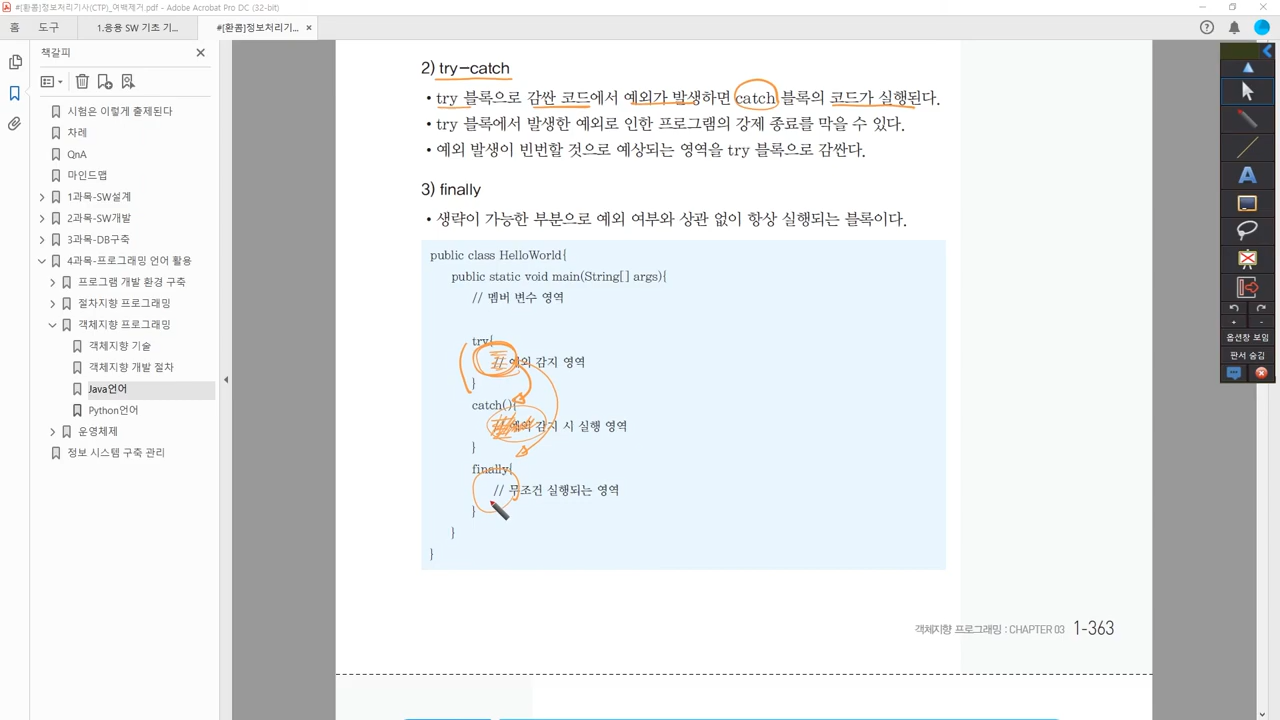 #[환콤]정보처리기사(CTP)_여백제거.pdf - Adobe Acrobat Pro DC (32-bit)
홈 도구 1.응용 SW 기초 기... #[환콤]정보처리기... ×
책갈피
시험은 이렇게 출제된다
차례
QnA
마인드맵
1과목-SW설계
2과목-SW개발
3과목-DB구축
4과목-프로그래밍 언어 활용
프로그램 개발 환경 구축
절차지향 프로그래밍
객체지향 프로그래밍
객체지향 기술
객체지향 개발 절차
Java언어
Python언어
운영체제
정보 시스템 구축 관리
2) try-catch
• try 블록으로 감싼 코드에서 예외가 발생하면 catch 블록의 코드가 실행된다.
• try 블록에서 발생한 예외로 인한 프로그램의 강제 종료를 막을 수 있다.
• 예외 발생이 빈번할 것으로 예상되는 영역을 try 블록으로 감싼다.
3) finally
• 생략이 가능한 부분으로 예외 여부와 상관 없이 항상 실행되는 블록이다.
public class HelloWorld{
public static void main(String[] args){
// 멤버 변수 영역
try{
// 예외 감지 영역
}
catch(){
// 예외 감지 시 실행 영역
}
finally{
// 무조건 실행되는 영역
}
}
}
객체지향 프로그래밍 : CHAPTER 03 1-363
A
옵션창 보임
판서 숨김